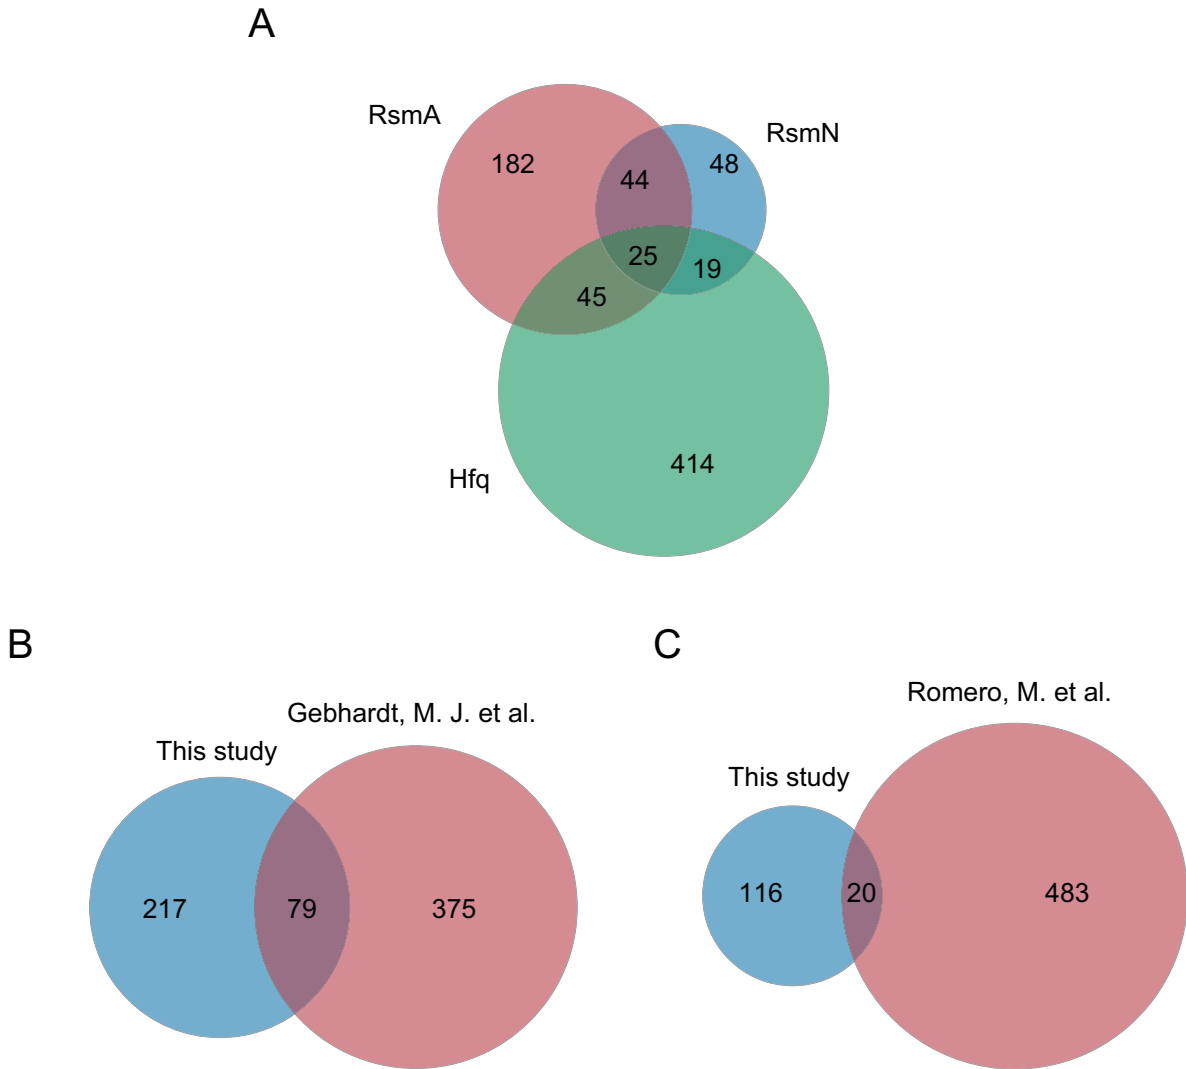 A
RsmA
RsmN
182
48
44
25
19
45
414
Hfq
B
C
Romero, M. et al.
Gebhardt, M. J. et al.
This study
This study
217
79
375
116
20
483